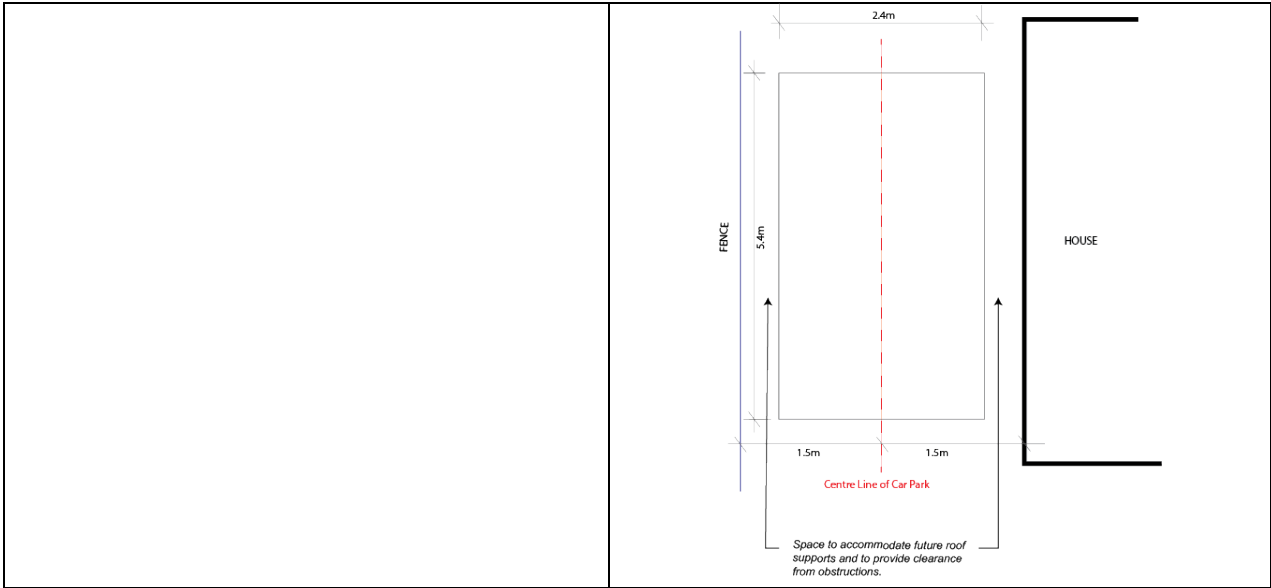 2.4m
FENCE
5.4m
HOUSE
1.5m
1.5m
Centre Line of Car Park
Space to accommodate future roof
supports and to provide clearance
from obstructions.